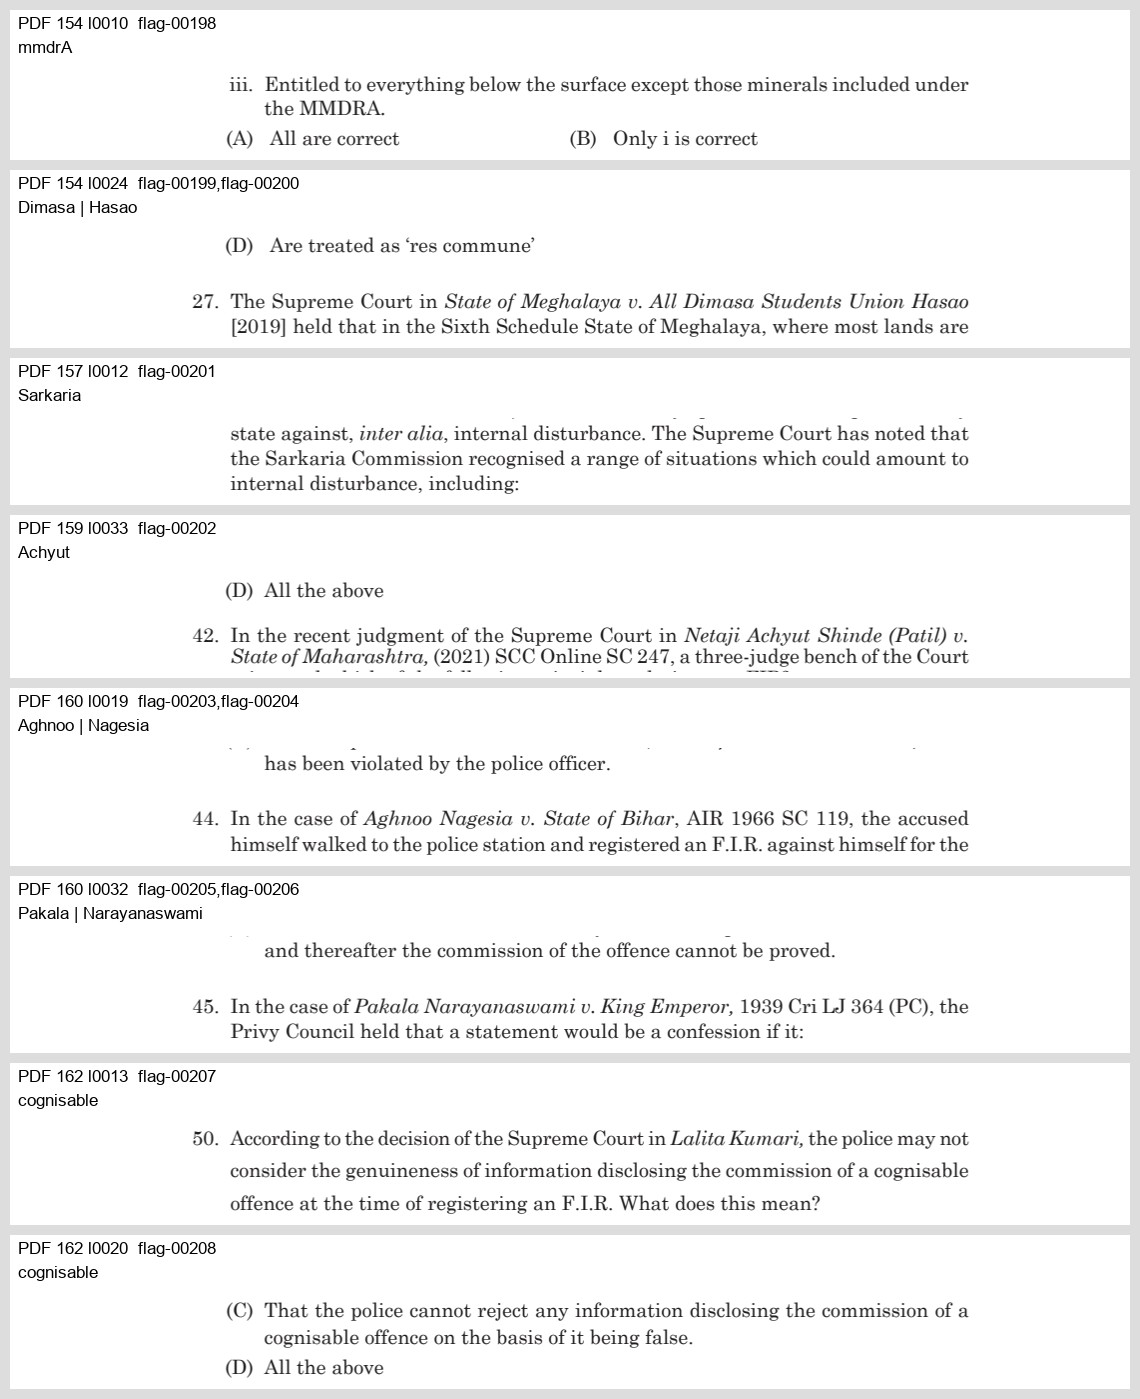 PDF 154 l0010 flag-00198
mmdrA
iii. Entitled to everything below the surface except those minerals included under
the MMDRA.
(A) All are correct (B) Only i is correct
PDF 154 l0024 flag-00199,flag-00200
Dimasa | Hasao
(D) Are treated as ‘res commune’
27. The Supreme Court in State of Meghalaya v. All Dimasa Students Union Hasao
[2019] held that in the Sixth Schedule State of Meghalaya, where most lands are
PDF 157 l0012 flag-00201
Sarkaria
state against, inter alia, internal disturbance. The Supreme Court has noted that
the Sarkaria Commission recognised a range of situations which could amount to
internal disturbance, including:
PDF 159 l0033 flag-00202
Achyut
(D) All the above
42. In the recent judgment of the Supreme Court in Netaji Achyut Shinde (Patil) v.
State of Maharashtra, (2021) SCC Online SC 247, a three-judge bench of the Court
PDF 160 l0019 flag-00203,flag-00204
Aghnoo | Nagesia
has been violated by the police officer.
44. In the case of Aghnoo Nagesia v. State of Bihar, AIR 1966 SC 119, the accused
himself walked to the police station and registered an F.I.R. against himself for the
PDF 160 l0032 flag-00205,flag-00206
Pakala | Narayanaswami
and thereafter the commission of the offence cannot be proved.
45. In the case of Pakala Narayanaswami v. King Emperor, 1939 Cri LJ 364 (PC), the
Privy Council held that a statement would be a confession if it:
PDF 162 l0013 flag-00207
cognisable
50. According to the decision of the Supreme Court in Lalita Kumari, the police may not
consider the genuineness of information disclosing the commission of a cognisable
offence at the time of registering an F.I.R. What does this mean?
PDF 162 l0020 flag-00208
cognisable
(C) That the police cannot reject any information disclosing the commission of a
cognisable offence on the basis of it being false.
(D) All the above